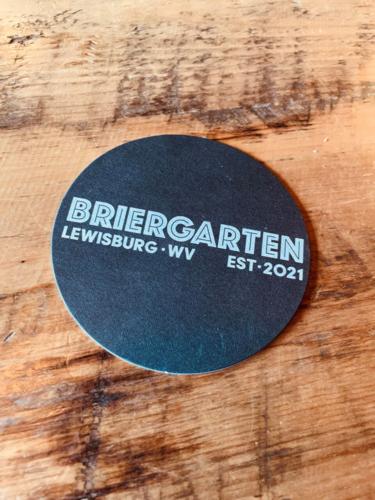 BRIERGARTEN
LEWISBURG · WV
EST · 2021